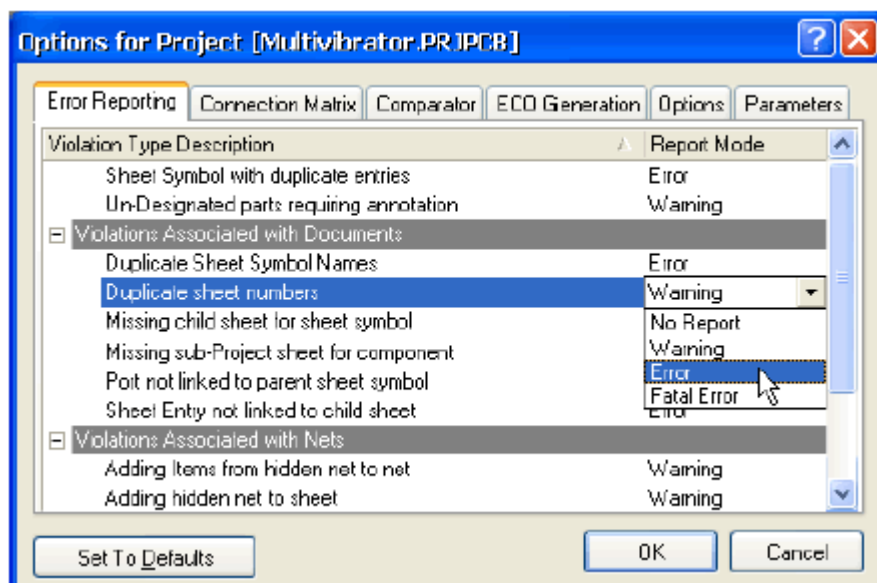 Options for Project [Multivibrator.PRJPCB]
Error Reporting Connection Matrix Comparator ECO Generation Options Parameters
Violation Type Description Report Mode
Sheet Symbol with duplicate entries Error
Un-Designated parts requiring annotation Warning
Violations Associated with Documents
Duplicate Sheet Symbol Names Error
Duplicate sheet numbers Warning
Missing child sheet for sheet symbol No Report
Missing sub-Project sheet for component Warning
Port not linked to parent sheet symbol Error
Fatal Error
Sheet Entry not linked to child sheet Error
Violations Associated with Nets
Adding Items from hidden net to net Warning
Adding hidden net to sheet Warning
Set To Defaults OK Cancel